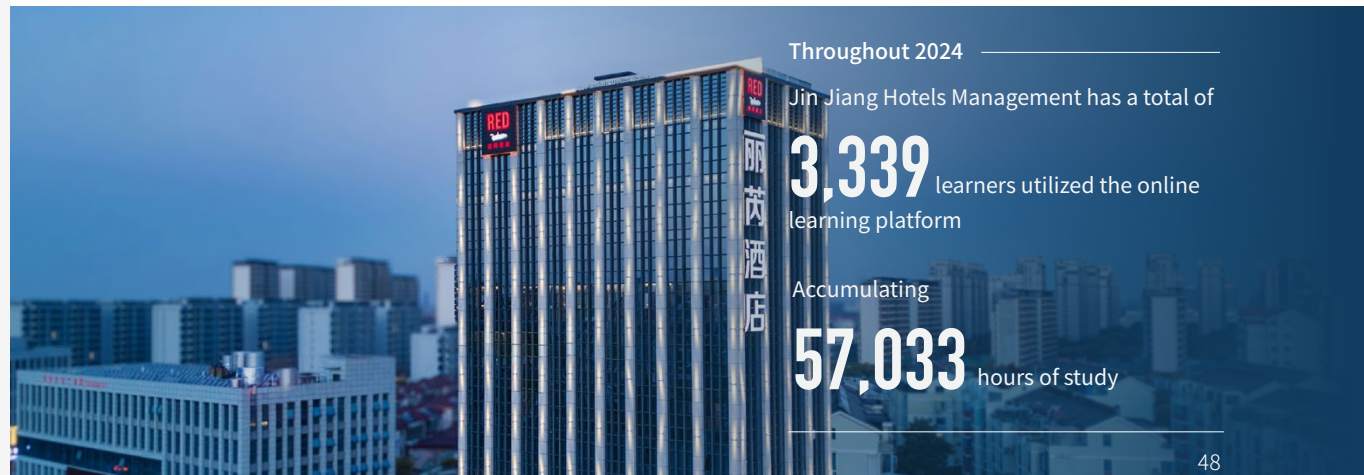 Throughout 2024
Jin Jiang Hotels Management has a total of
3,339 learners utilized the online
learning platform
Accumulating
57,033 hours of study
48
RED
RED
丽芮酒店